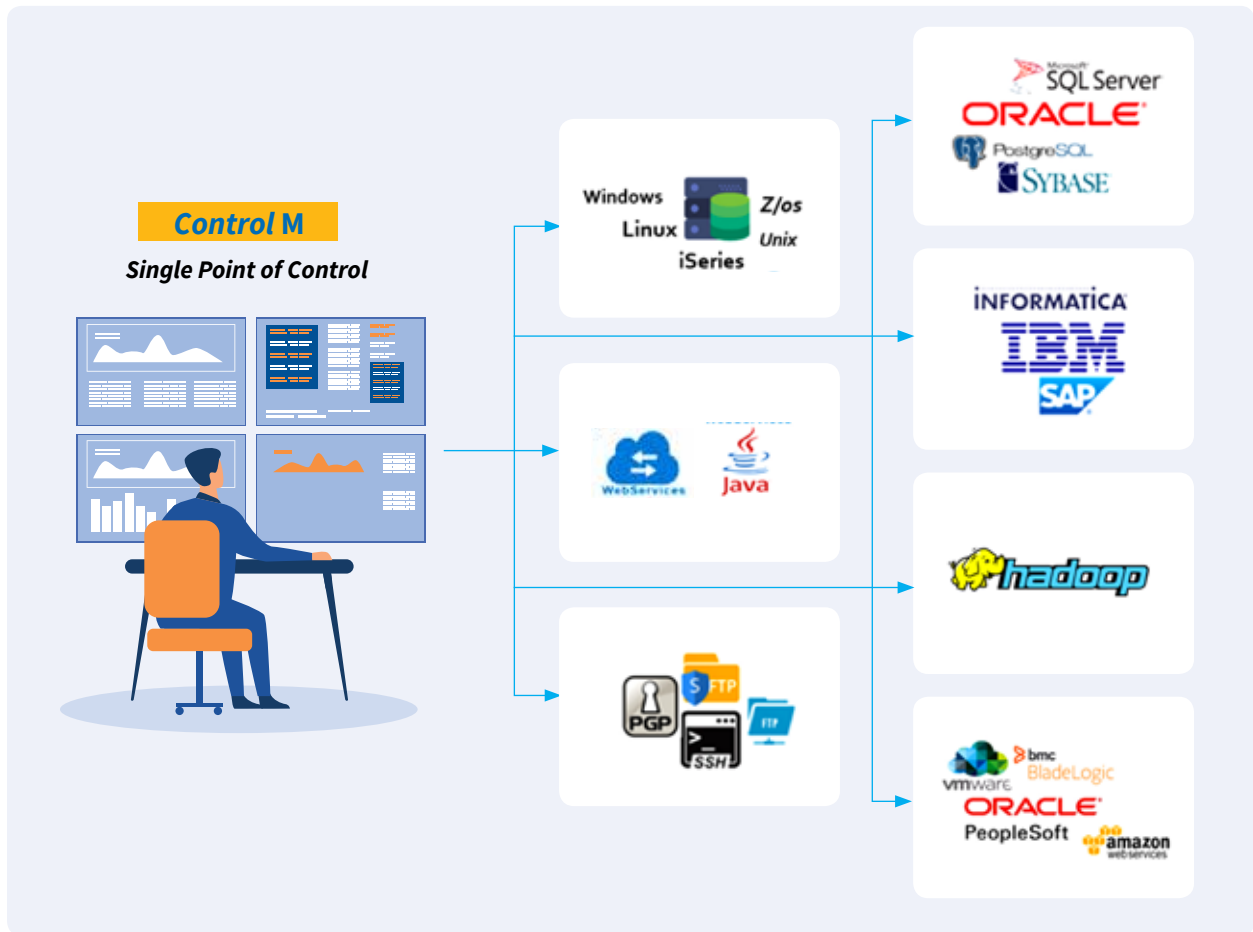 Control M
Single Point of Control
Windows
Linux
iSeries
Z/os
Unix
WebServices
Java
PGP
S FTP
>_
SSH
FTP
Microsoft
SQL Server
ORACLE
PostgreSQL
SYBASE
INFORMATICA
IBM
SAP
hadoop
vmware
bmc
BladeLogic
ORACLE
PeopleSoft
amazon
webservices